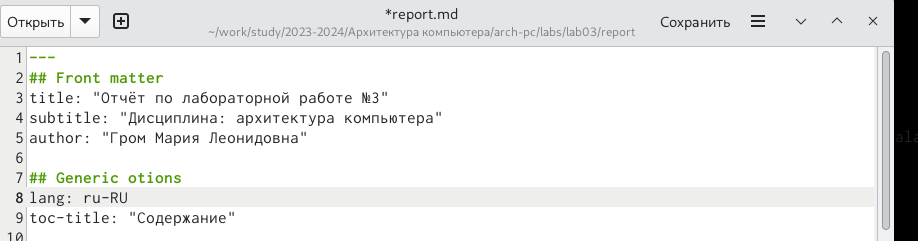 Открыть
*report.md
~/work/study/2023-2024/Архитектура компьютера/arch-pc/labs/lab03/report
Сохранить
1 ---
2 ## Front matter
3 title: "Отчёт по лабораторной работе №3"
4 subtitle: "Дисциплина: архитектура компьютера"
5 author: "Гром Мария Леонидовна"
6
7 ## Generic otions
8 lang: ru-RU
9 toc-title: "Содержание"
10